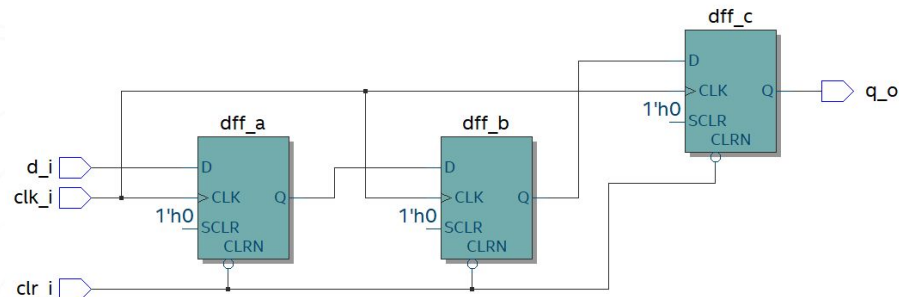 dff_c
D
CLK
Q
q_o
1'h0
SCLR
CLRN
dff_a
dff_b
d_i
D
D
clk_i
CLK
Q
CLK
Q
1'h0
SCLR
1'h0
SCLR
CLRN
CLRN
clr_i